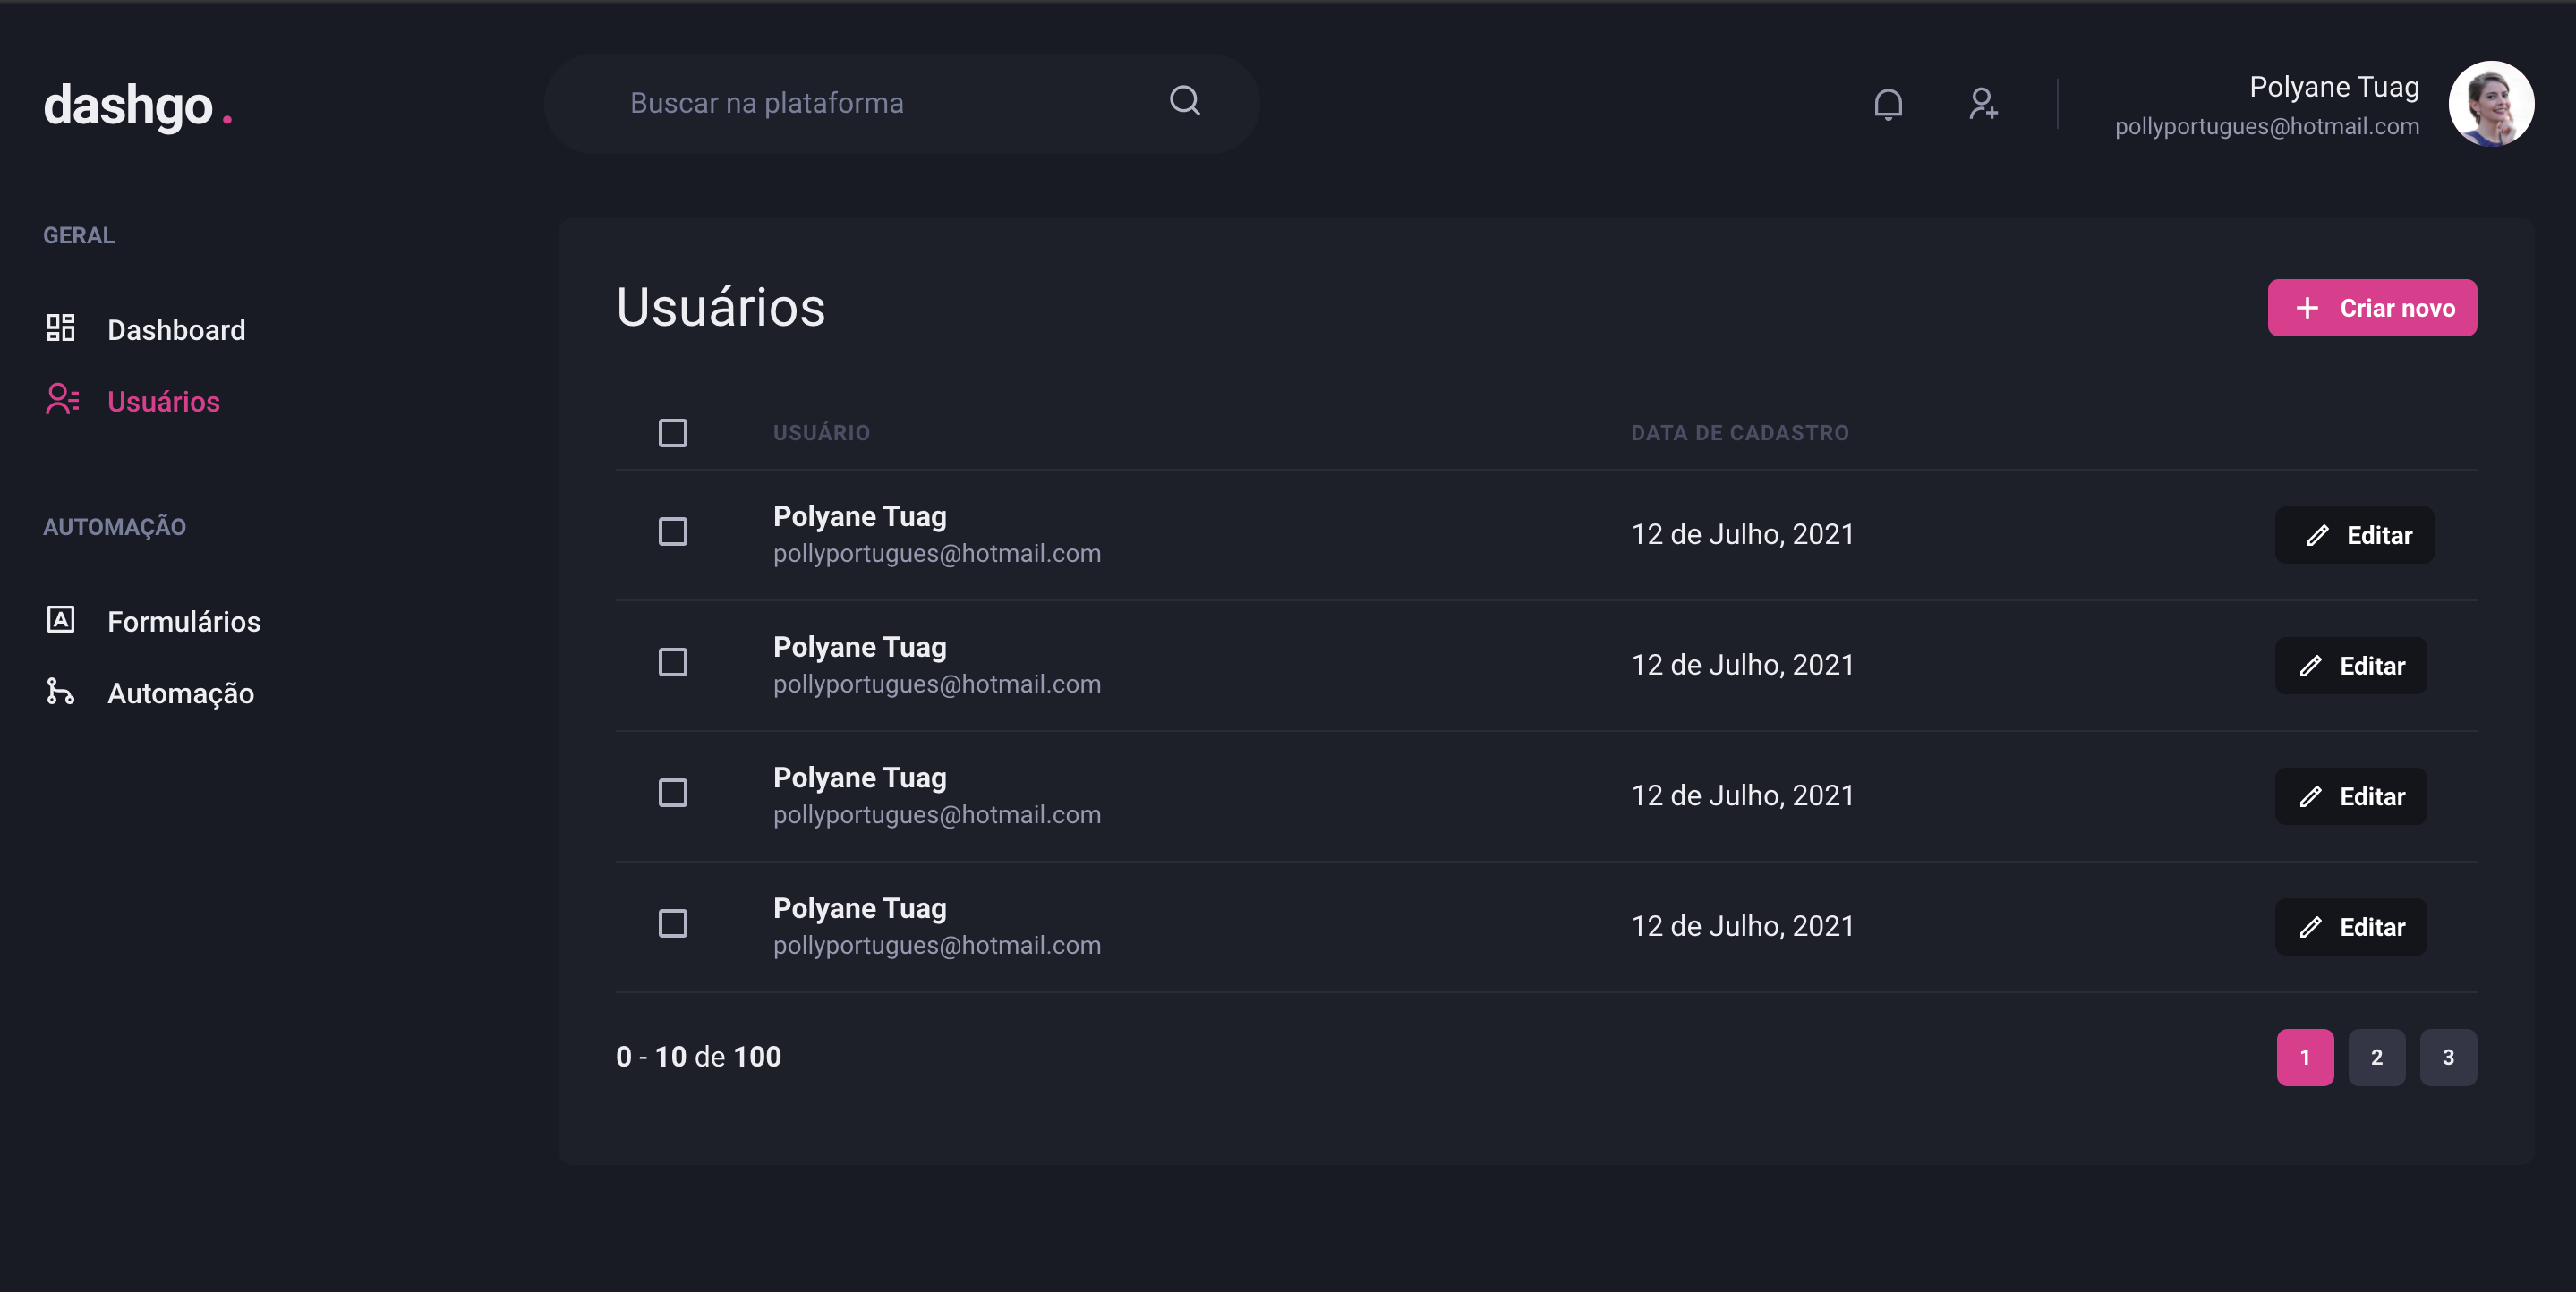 dashgo.
Buscar na plataforma
Polyane Tuag
pollyportugues@hotmail.com
GERAL
Dashboard
Usuários
AUTOMAÇÃO
Formulários
Automação
Usuários
Criar novo
USUÁRIO DATA DE CADASTRO
Polyane Tuag
pollyportugues@hotmail.com
12 de Julho, 2021
Editar
Polyane Tuag
pollyportugues@hotmail.com
12 de Julho, 2021
Editar
Polyane Tuag
pollyportugues@hotmail.com
12 de Julho, 2021
Editar
Polyane Tuag
pollyportugues@hotmail.com
12 de Julho, 2021
Editar
0 - 10 de 100
1 2 3